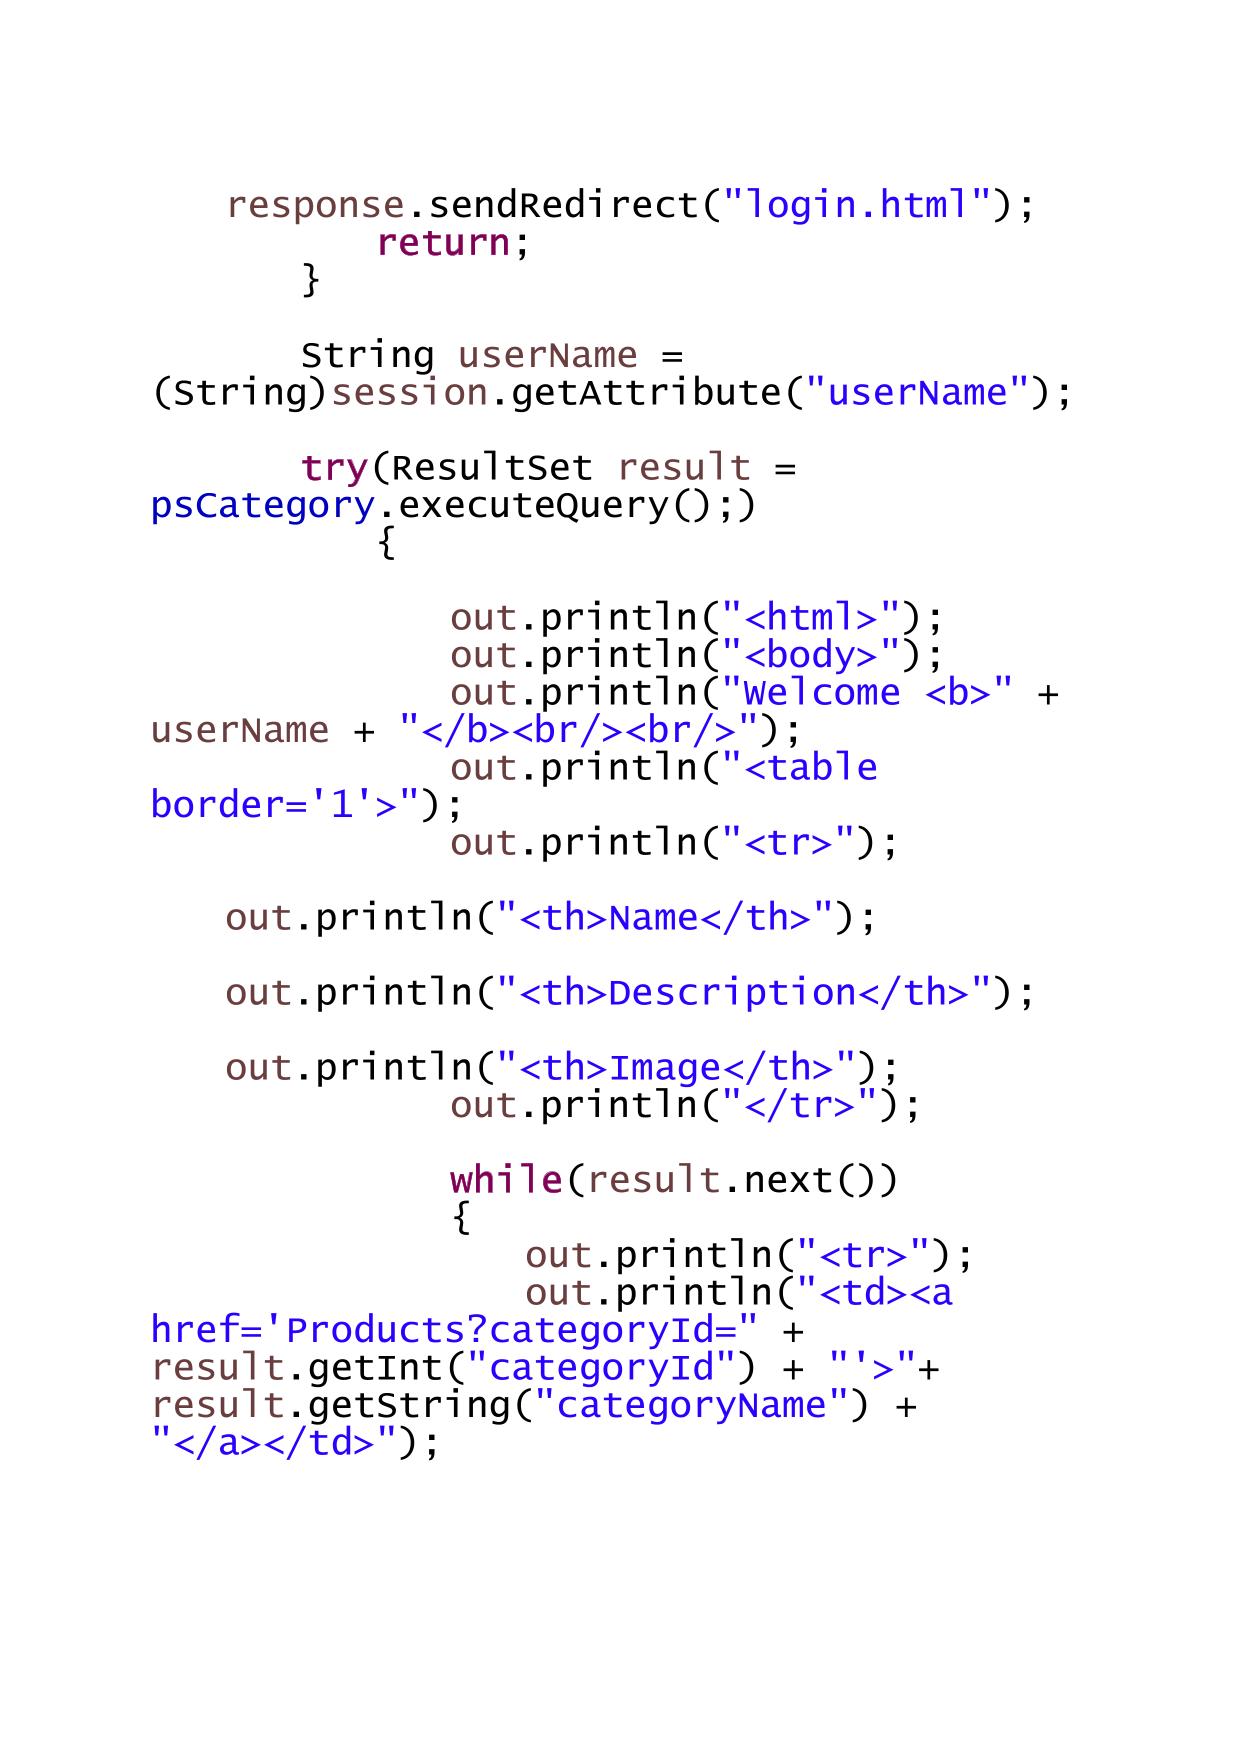 response.sendRedirect("login.html");
return;
}
String userName =
(String)session.getAttribute("userName");
try(ResultSet result =
psCategory.executeQuery();)
{
out.println("<html>");
out.println("<body>");
out.println("Welcome <b>" +
userName + "</b><br/><br/>");
out.println("<table
border='1'>");
out.println("<tr>");
out.println("<th>Name</th>");
out.println("<th>Description</th>");
out.println("<th>Image</th>");
out.println("</tr>");
while(result.next())
{
out.println("<tr>");
out.println("<td><a
href='Products?categoryId=" +
result.getInt("categoryId") + "'>"+
result.getString("categoryName") +
"</a></td>");